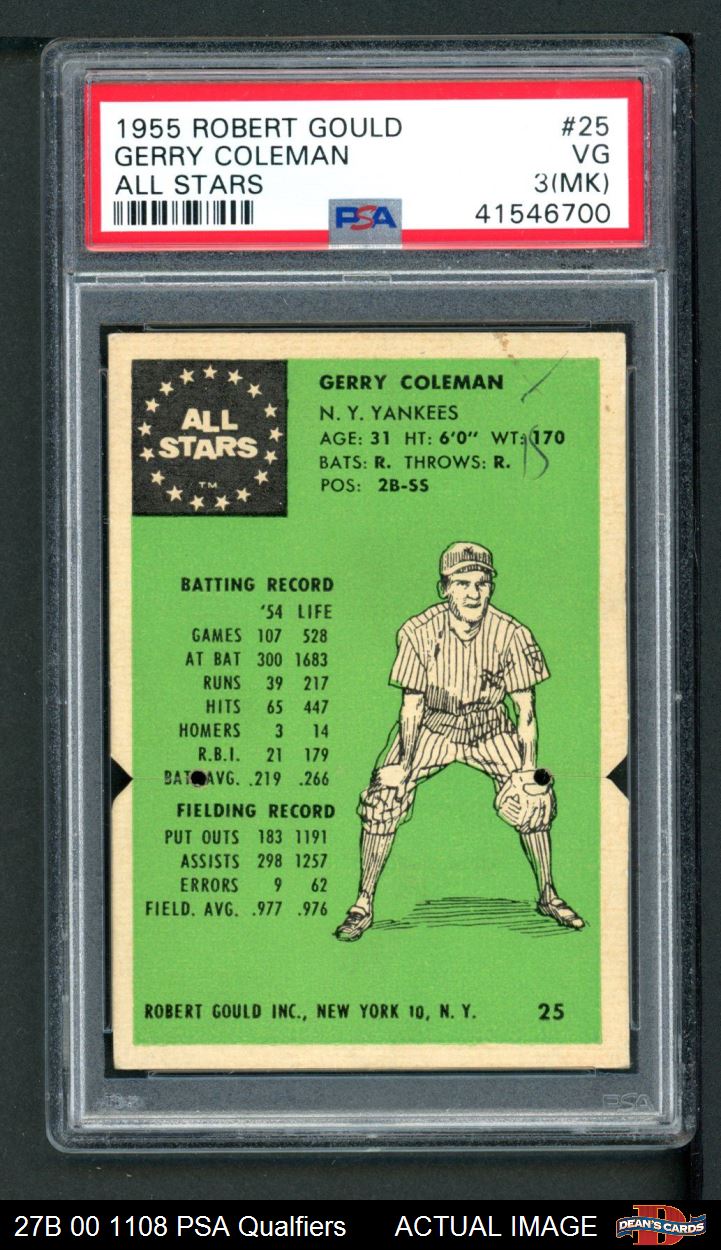 1955 ROBERT GOULD #25
GERRY COLEMAN VG
ALL STARS 3(MK)
PSA 41546700
ALL
STARS
TM
GERRY COLEMAN
N. Y. YANKEES
AGE: 31 HT: 6'0" WT: 170
BATS: R. THROWS: R.
POS: 2B-SS
BATTING RECORD
'54 LIFE
GAMES 107 528
AT BAT 300 1683
RUNS 39 217
HITS 65 447
HOMERS 3 14
R.B.I. 21 179
BAT. AVG. .219 .266
FIELDING RECORD
PUT OUTS 183 1191
ASSISTS 298 1257
ERRORS 9 62
FIELD. AVG. .977 .976
ROBERT GOULD INC., NEW YORK 10, N. Y. 25
PSA
27B 00 1108 PSA Qualfiers ACTUAL IMAGE DEAN'S CARDS